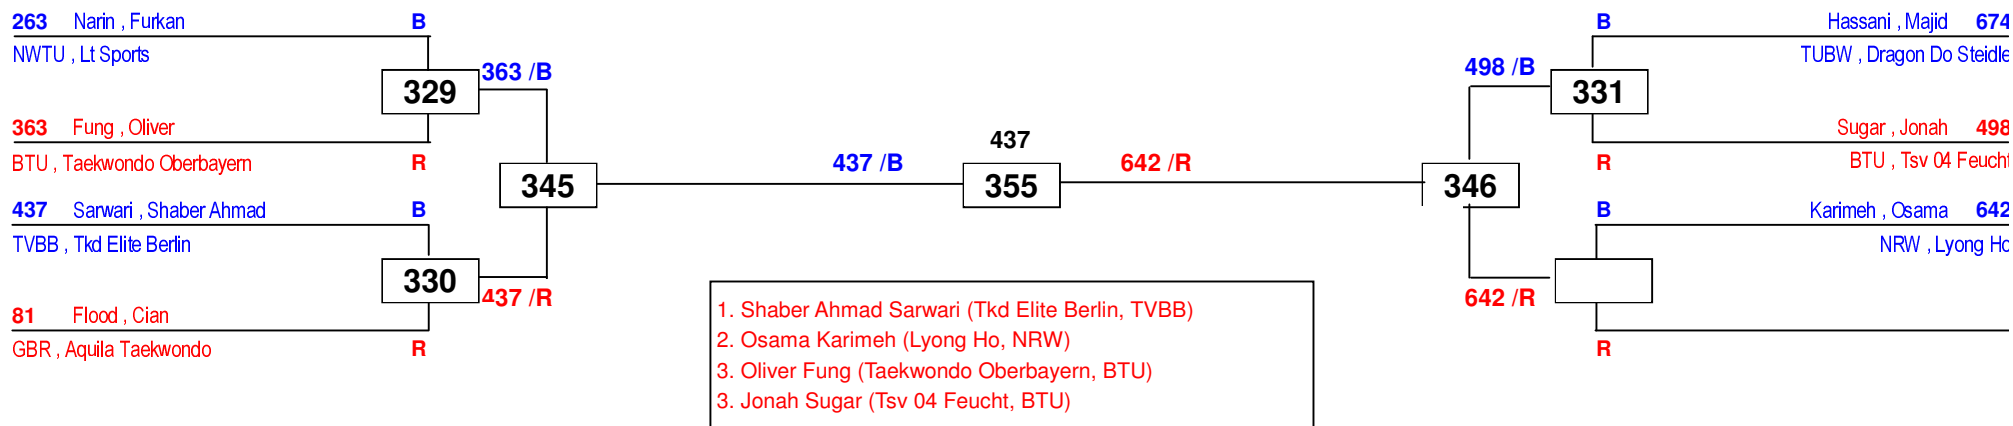 263 Narin , Furkan B
NWTU , Lt Sports
329
363 /B
363 Fung , Oliver
BTU , Taekwondo Oberbayern R
437 Sarwari , Shaber Ahmad B
TVBB , Tkd Elite Berlin
330
437 /R
81 Flood , Cian
GBR , Aquila Taekwondo R
345
437 /B
437
355
642 /R
346
B Hassani , Majid 674
TUBW , Dragon Do Steidle
498 /B
331
Sugar , Jonah 498
R BTU , Tsv 04 Feucht
B Karimeh , Osama 642
NRW , Lyong Ho
642 /R
R
1. Shaber Ahmad Sarwari (Tkd Elite Berlin, TVBB)
2. Osama Karimeh (Lyong Ho, NRW)
3. Oliver Fung (Taekwondo Oberbayern, BTU)
3. Jonah Sugar (Tsv 04 Feucht, BTU)